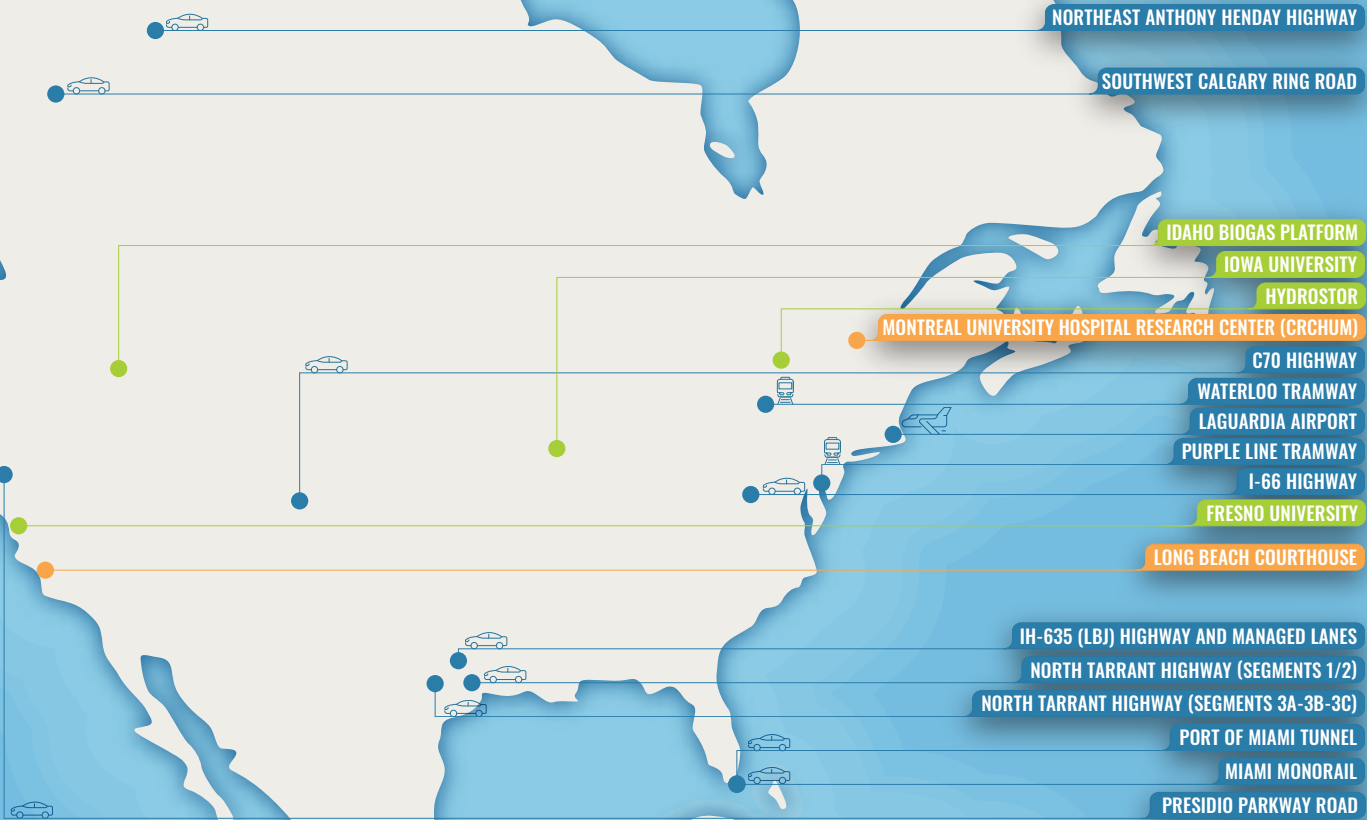 NORTHEAST ANTHONY HENDAY HIGHWAY
SOUTHWEST CALGARY RING ROAD
IDAHO BIOGAS PLATFORM
IOWA UNIVERSITY
HYDROSTOR
MONTREAL UNIVERSITY HOSPITAL RESEARCH CENTER (CRCHUM)
C70 HIGHWAY
WATERLOO TRAMWAY
LAGUARDIA AIRPORT
PURPLE LINE TRAMWAY
I-66 HIGHWAY
FRESNO UNIVERSITY
LONG BEACH COURTHOUSE
IH-635 (LBJ) HIGHWAY AND MANAGED LANES
NORTH TARRANT HIGHWAY (SEGMENTS 1/2)
NORTH TARRANT HIGHWAY (SEGMENTS 3A-3B-3C)
PORT OF MIAMI TUNNEL
MIAMI MONORAIL
PRESIDIO PARKWAY ROAD